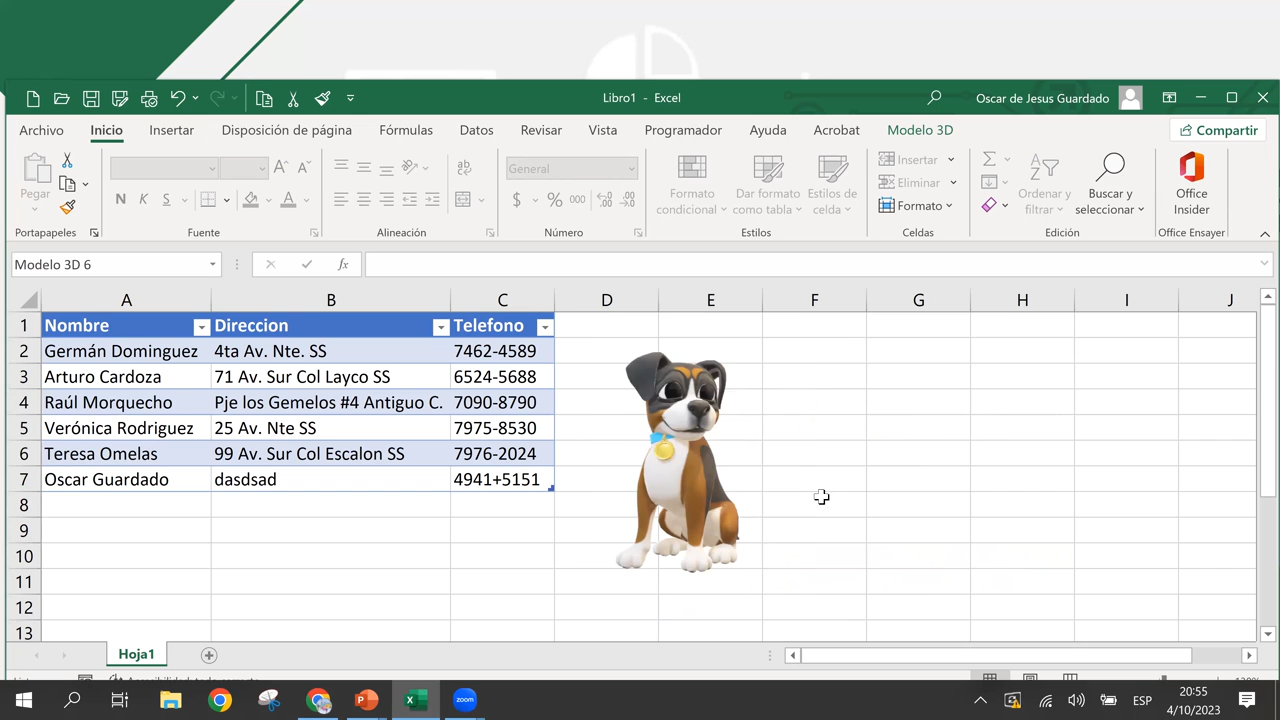 Libro1 - Excel
Oscar de Jesus Guardado
Archivo Inicio Insertar Disposición de página Fórmulas Datos Revisar Vista Programador Ayuda Acrobat Modelo 3D Compartir
Pegar
N K S
General
$ % 000
Formato condicional
Dar formato como tabla
Estilos de celda
Insertar
Eliminar
Formato
Ordenar y filtrar
Buscar y seleccionar
Office Insider
Portapapeles Fuente Alineación Número Estilos Celdas Edición Office Ensayer
Modelo 3D 6 fx
A B C D E F G H I J
1 Nombre Direccion Telefono
2 Germán Dominguez 4ta Av. Nte. SS 7462-4589
3 Arturo Cardoza 71 Av. Sur Col Layco SS 6524-5688
4 Raúl Morquecho Pje los Gemelos #4 Antiguo C. 7090-8790
5 Verónica Rodriguez 25 Av. Nte SS 7975-8530
6 Teresa Omelas 99 Av. Sur Col Escalon SS 7976-2024
7 Oscar Guardado dasdsad 4941+5151
8
9
10
11
12
13
Hoja1
zoom
ESP
20:55
4/10/2023